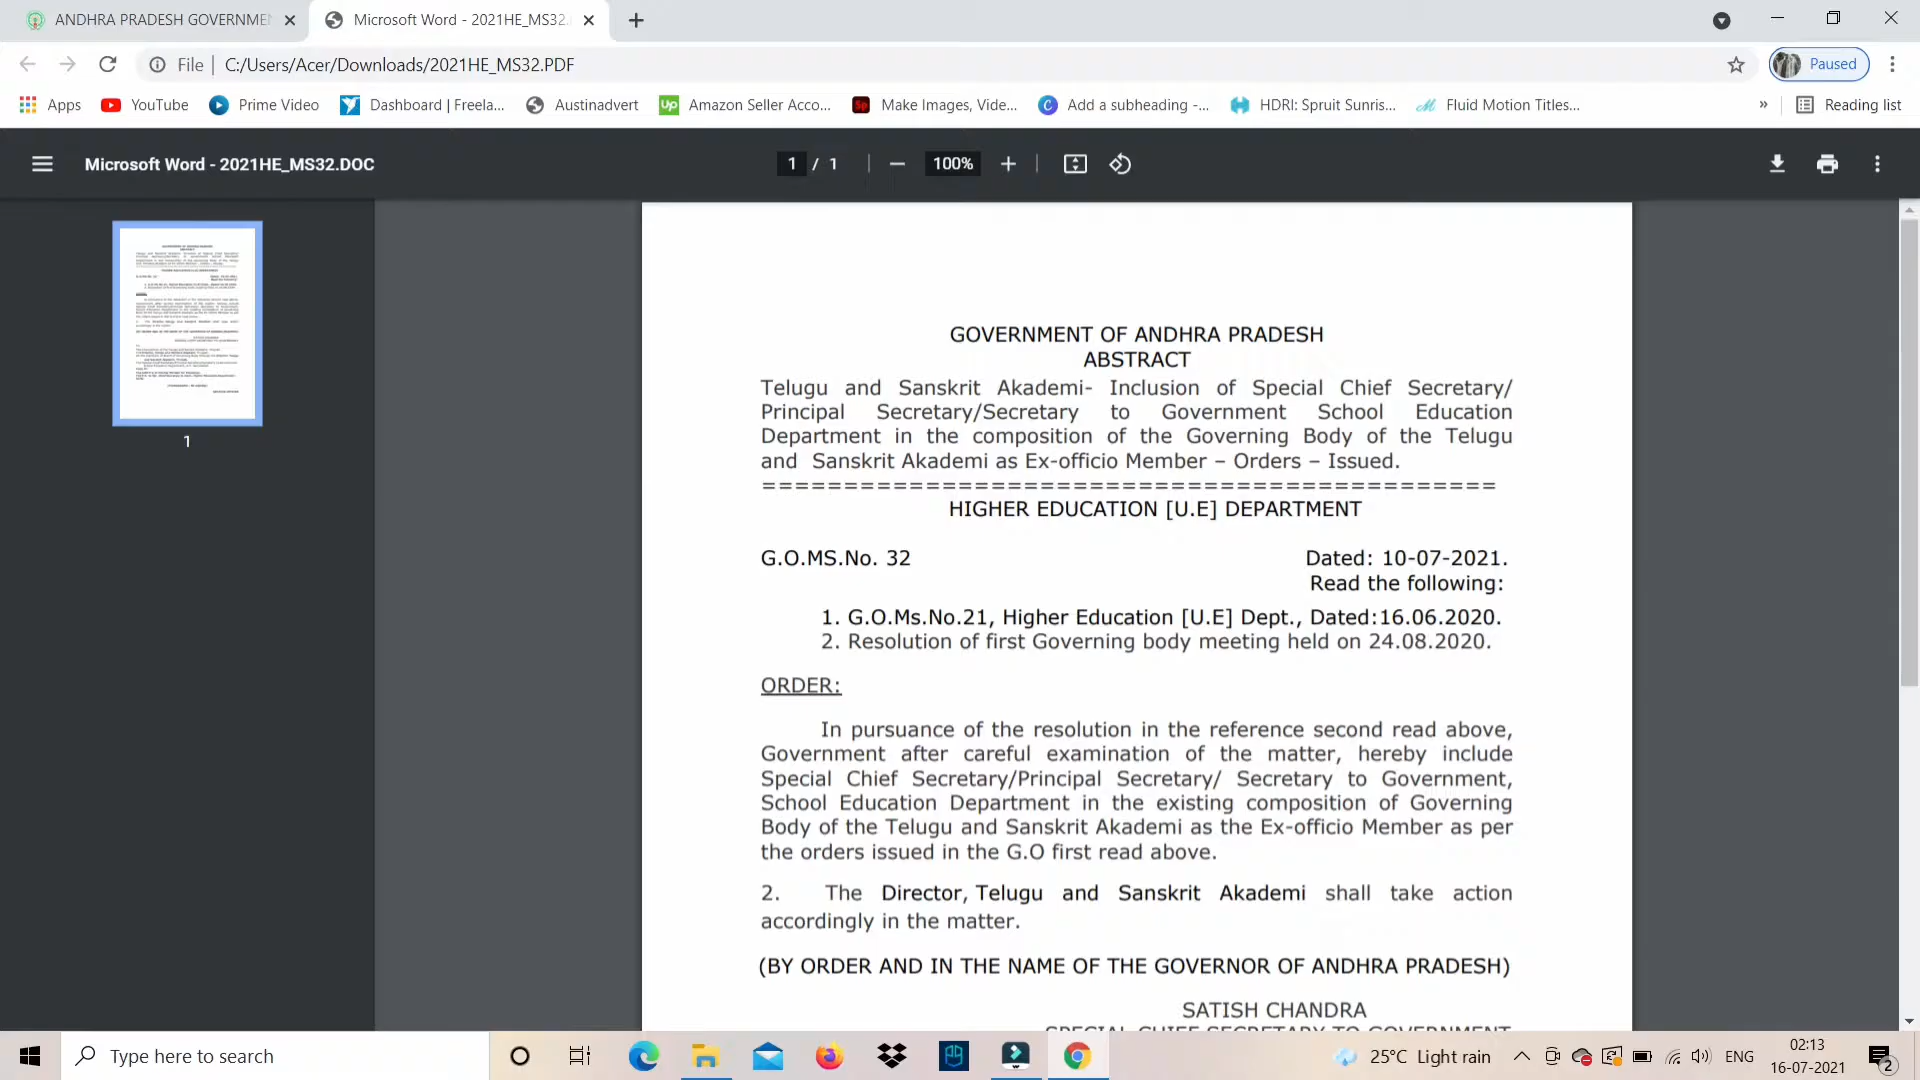 ANDHRA PRADESH GOVERNMEN
Microsoft Word - 2021HE_MS32.
File
C:/Users/Acer/Downloads/2021HE_MS32.PDF
Paused
Apps
YouTube
Prime Video
Dashboard | Freela...
Austinadvert
Amazon Seller Acco...
Make Images, Vide...
Add a subheading -...
HDRI: Spruit Sunris...
Fluid Motion Titles...
»
Reading list
Microsoft Word - 2021HE_MS32.DOC
1 / 1
100%
1
GOVERNMENT OF ANDHRA PRADESH
ABSTRACT
Telugu and Sanskrit Akademi- Inclusion of Special Chief Secretary/
Principal Secretary/Secretary to Government School Education
Department in the composition of the Governing Body of the Telugu
and Sanskrit Akademi as Ex-officio Member – Orders – Issued.
=============================================
HIGHER EDUCATION [U.E] DEPARTMENT
G.O.MS.No. 32 Dated: 10-07-2021.
Read the following:
1. G.O.Ms.No.21, Higher Education [U.E] Dept., Dated:16.06.2020.
2. Resolution of first Governing body meeting held on 24.08.2020.
ORDER:
In pursuance of the resolution in the reference second read above,
Government after careful examination of the matter, hereby include
Special Chief Secretary/Principal Secretary/ Secretary to Government,
School Education Department in the existing composition of Governing
Body of the Telugu and Sanskrit Akademi as the Ex-officio Member as per
the orders issued in the G.O first read above.
2. The Director, Telugu and Sanskrit Akademi shall take action
accordingly in the matter.
(BY ORDER AND IN THE NAME OF THE GOVERNOR OF ANDHRA PRADESH)
SATISH CHANDRA
SPECIAL CHIEF SECRETARY TO GOVERNMENT
Type here to search
25°C Light rain
ENG
02:13
16-07-2021
2